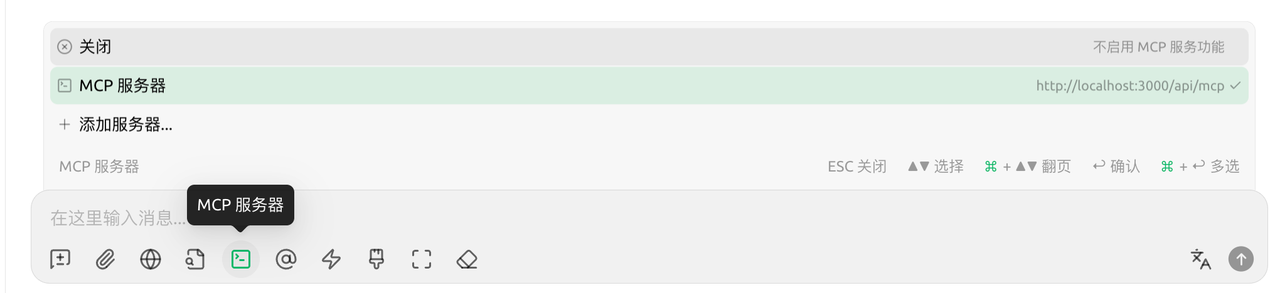 关闭 不启用 MCP 服务功能
MCP 服务器 http://localhost:3000/api/mcp
添加服务器...
MCP 服务器 ESC 关闭 ▲▼ 选择 ⌘ + ▲▼ 翻页 ↩ 确认 ⌘ + ↩ 多选
MCP 服务器
在这里输入消息...